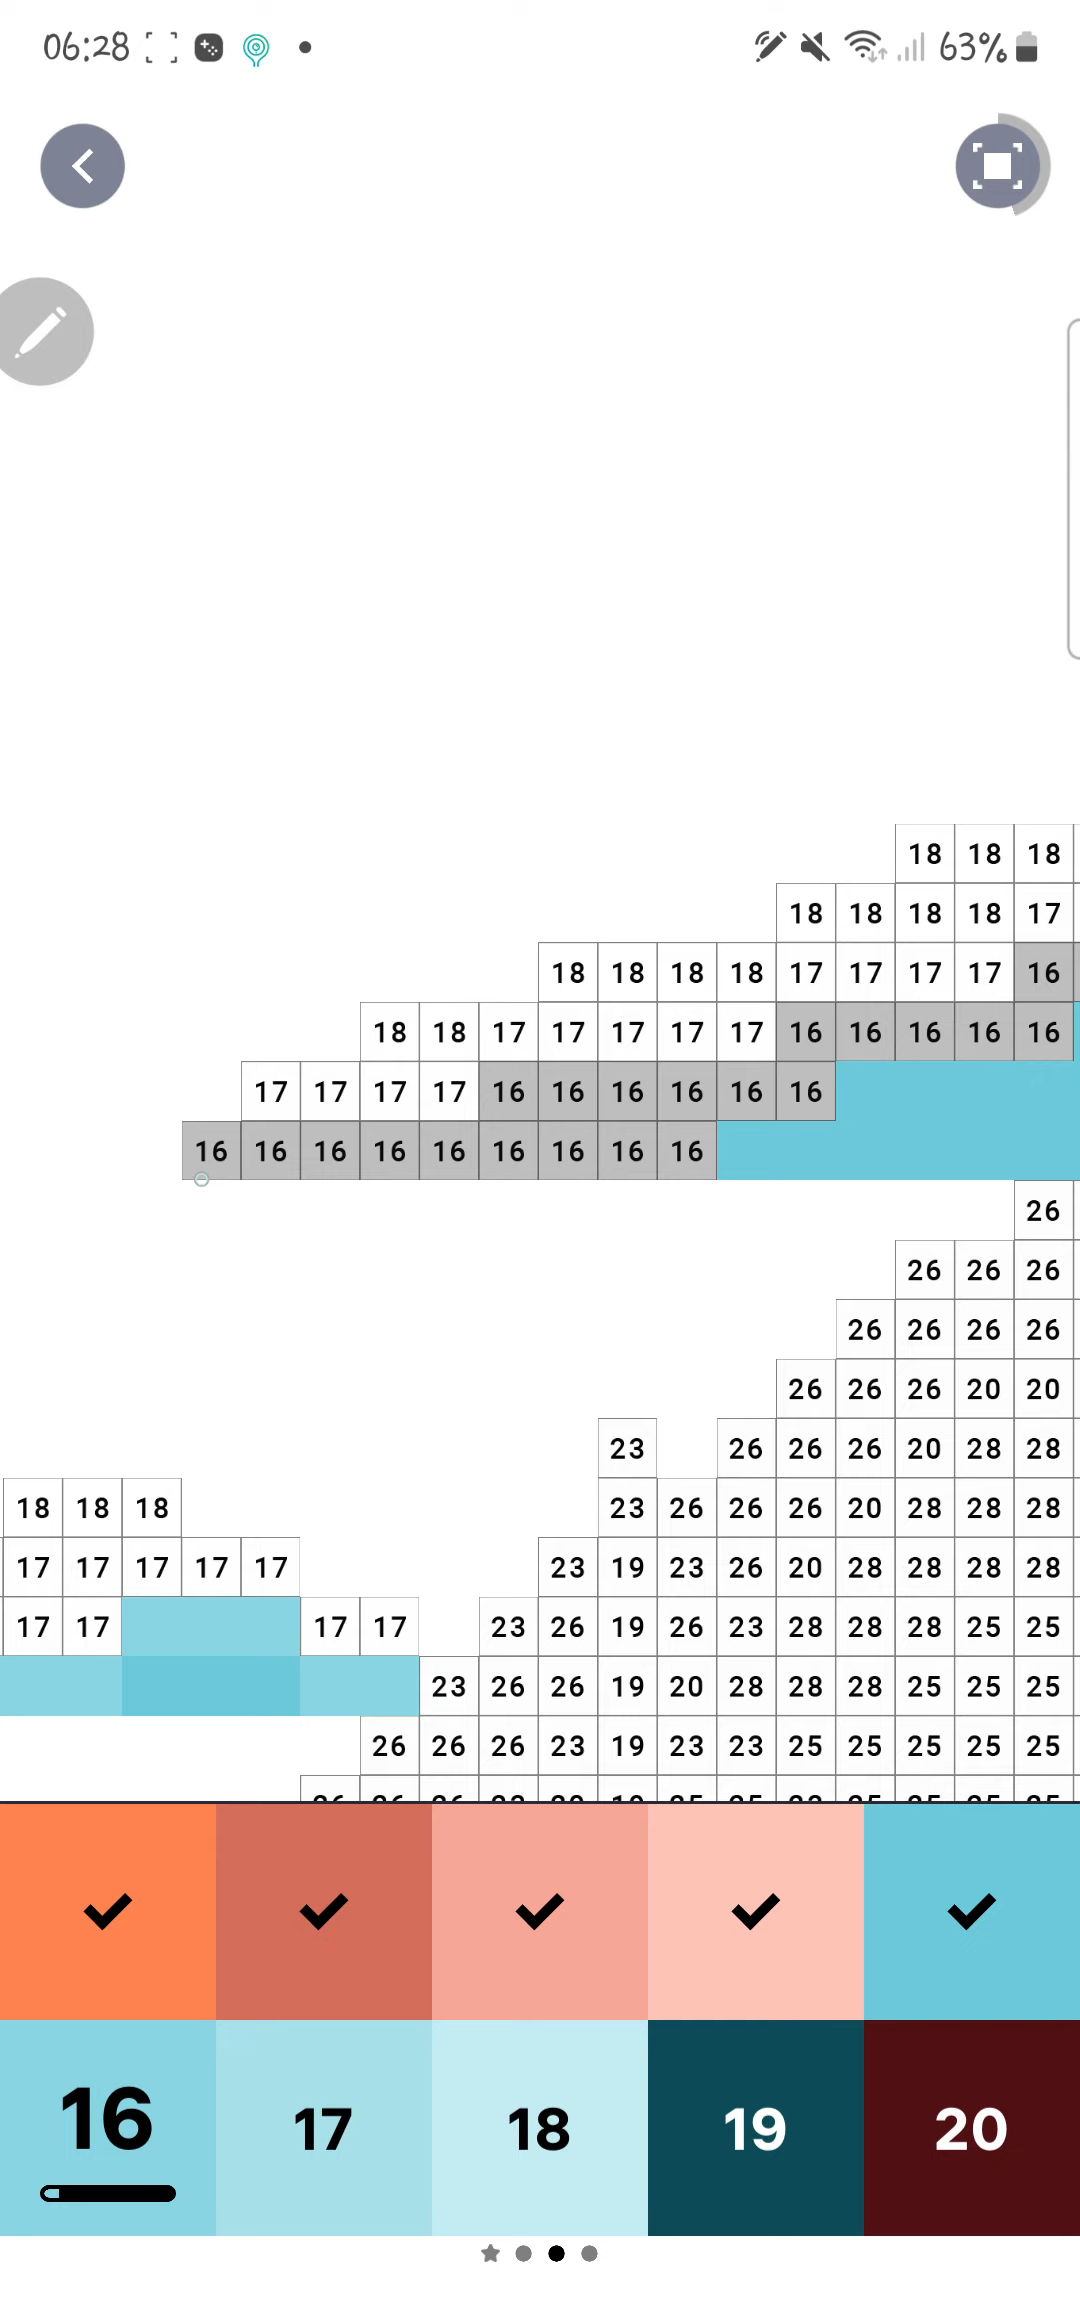 06:28 63%
18 18 18
18 18 18 18 17
18 18 18 18 17 17 17 17 16
18 18 17 17 17 17 17 16 16 16 16 16
17 17 17 17 16 16 16 16 16 16
16 16 16 16 16 16 16 16 16
26
26 26 26
26 26 26 26
26 26 26 20 20
23 26 26 26 20 28 28
18 18 18 23 26 26 26 20 28 28 28
17 17 17 17 17 23 19 23 26 20 28 28 28 28
17 17 17 17 23 26 19 26 23 28 28 28 25 25
23 26 26 19 20 28 28 28 25 25 25
26 26 26 23 19 23 23 25 25 25 25 25
16 17 18 19 20